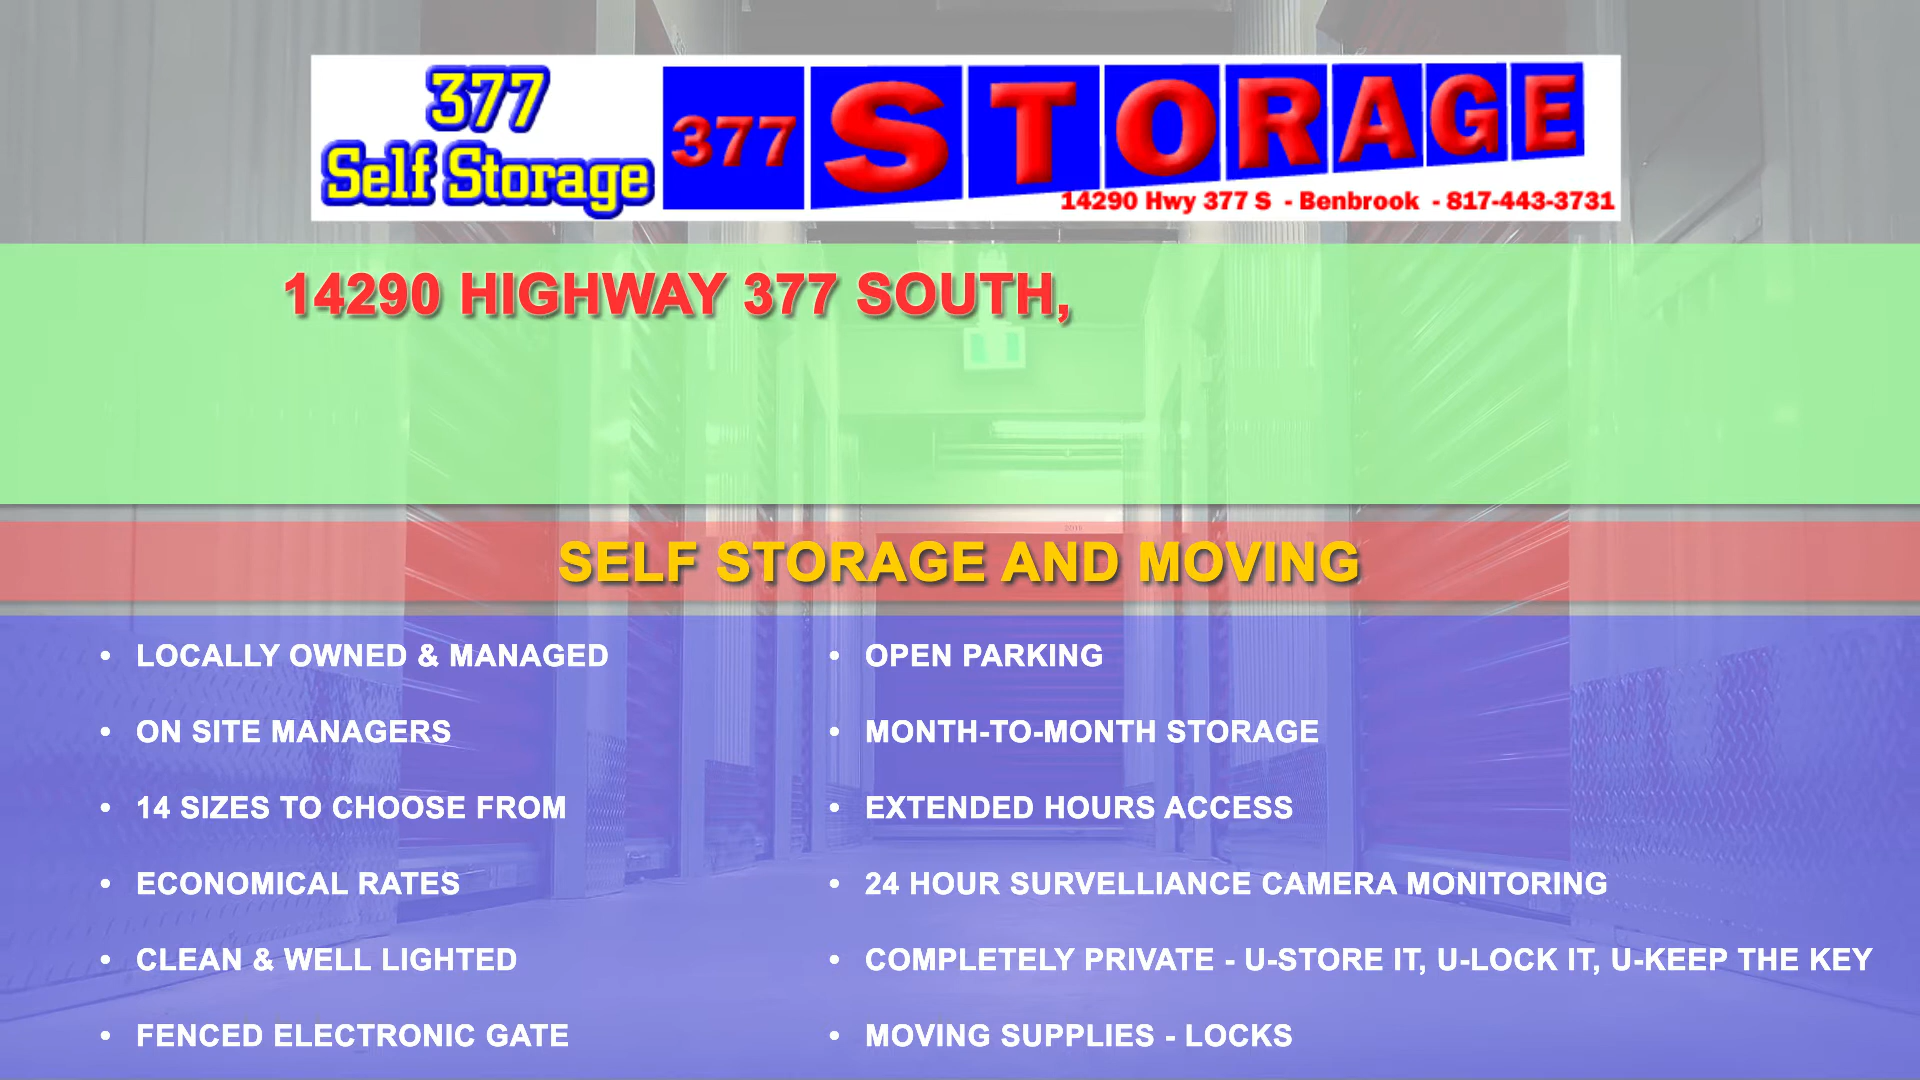 377
Self Storage
377 STORAGE
14290 Hwy 377 S - Benbrook - 817-443-3731
14290 HIGHWAY 377 SOUTH,
SELF STORAGE AND MOVING
• LOCALLY OWNED & MANAGED
• ON SITE MANAGERS
• 14 SIZES TO CHOOSE FROM
• ECONOMICAL RATES
• CLEAN & WELL LIGHTED
• FENCED ELECTRONIC GATE
• OPEN PARKING
• MONTH-TO-MONTH STORAGE
• EXTENDED HOURS ACCESS
• 24 HOUR SURVELLIANCE CAMERA MONITORING
• COMPLETELY PRIVATE - U-STORE IT, U-LOCK IT, U-KEEP THE KEY
• MOVING SUPPLIES - LOCKS